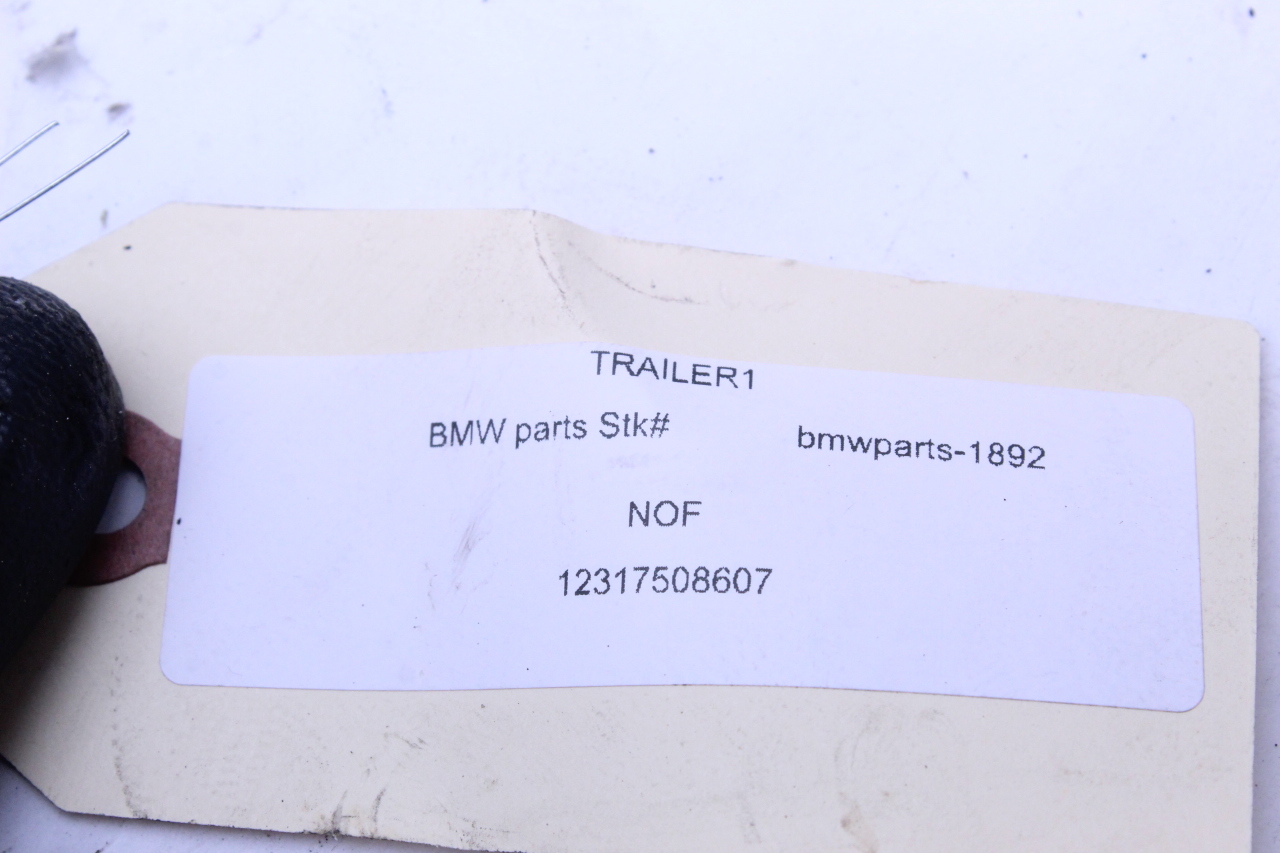 TRAILER1
BMW parts Stk# bmwparts-1892
NOF
12317508607